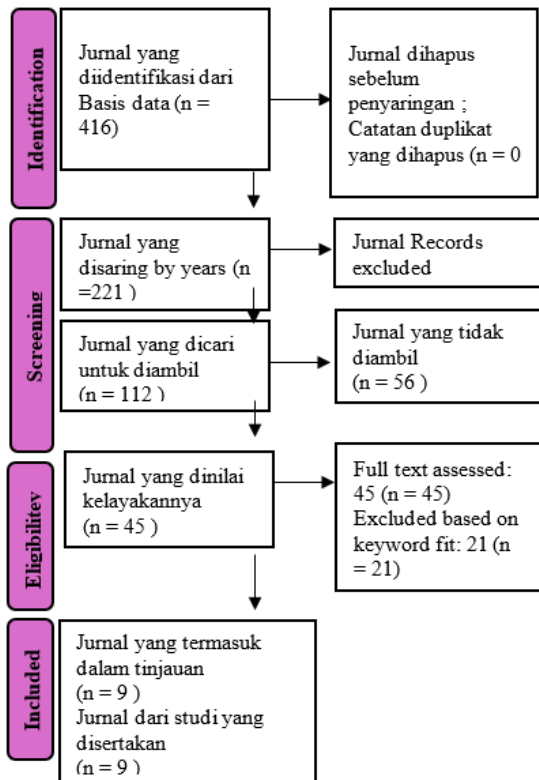 Identification
Jurnal yang
diidentifikasi dari
Basis data (n =
416)
Jurnal dihapus
sebelum
penyaringan ;
Catatan duplikat
yang dihapus (n = 0
Screening
Jurnal yang
disaring by years (n
=221 )
Jurnal Records
excluded
Jurnal yang dicari
untuk diambil
(n = 112 )
Jurnal yang tidak
diambil
(n = 56 )
Eligibilitey
Jurnal yang dinilai
kelayakannya
(n = 45 )
Full text assessed:
45 (n = 45)
Excluded based on
keyword fit: 21 (n
= 21)
Included
Jurnal yang termasuk
dalam tinjauan
(n = 9 )
Jurnal dari studi yang
disertakan
(n = 9 )